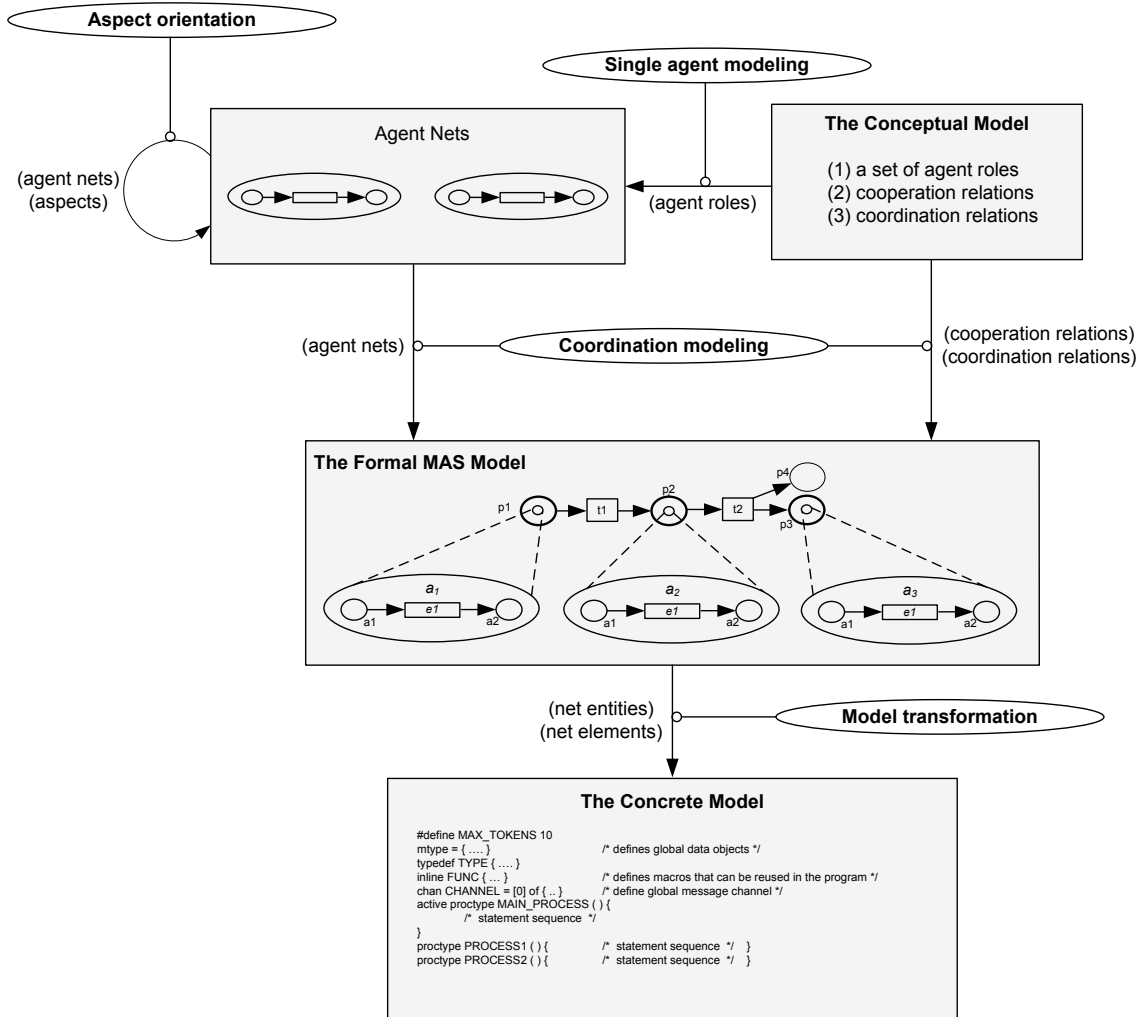 Aspect orientation
Single agent modeling
Agent Nets
The Conceptual Model
(1) a set of agent roles
(2) cooperation relations
(3) coordination relations
(agent nets)
(aspects)
(agent roles)
(agent nets)
Coordination modeling
(cooperation relations)
(coordination relations)
The Formal MAS Model
p1
t1
p2
t2
p4
p3
a1
a1
e1
a2
a2
a1
e1
a2
a3
a1
e1
a2
(net entities)
(net elements)
Model transformation
The Concrete Model
#define MAX_TOKENS 10
mtype = { .... } /* defines global data objects */
typedef TYPE { .... }
inline FUNC { ... } /* defines macros that can be reused in the program */
chan CHANNEL = [0] of { .. } /* define global message channel */
active proctype MAIN_PROCESS ( ) {
/* statement sequence */
}
proctype PROCESS1 ( ) { /* statement sequence */ }
proctype PROCESS2 ( ) { /* statement sequence */ }